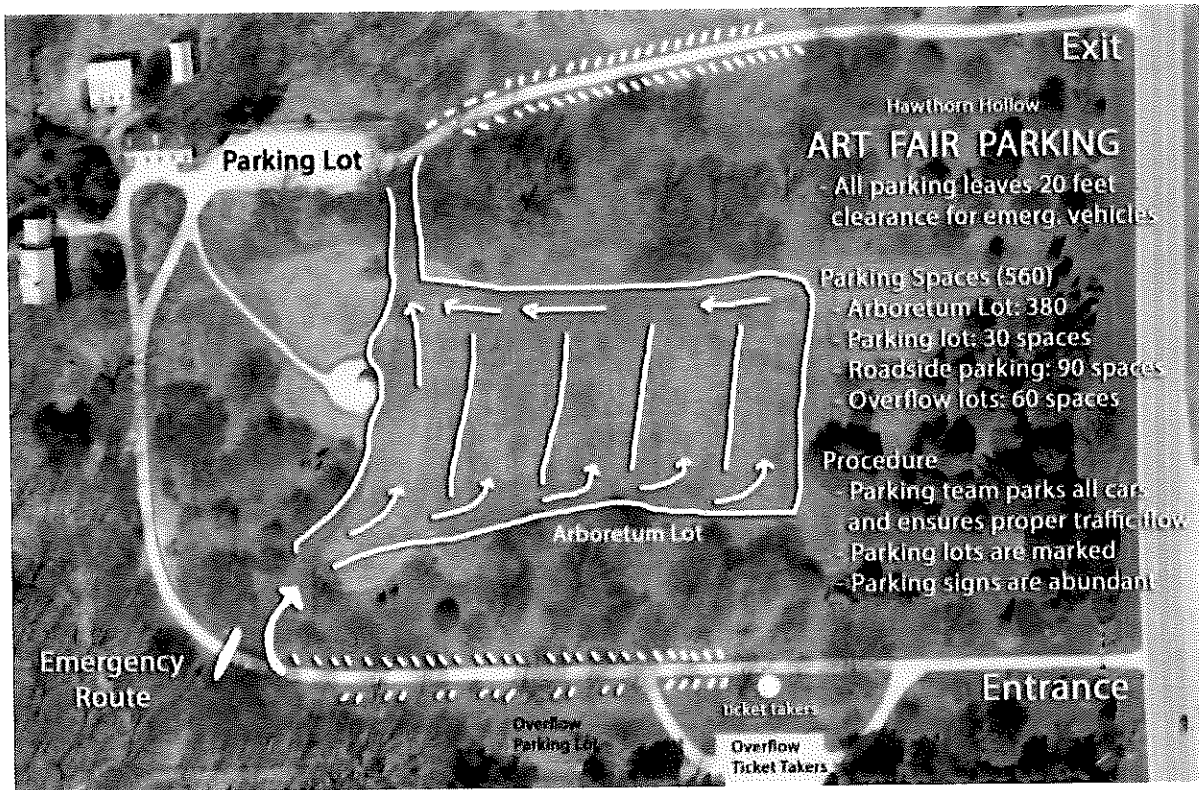 Exit
Hawthorn Hollow
ART FAIR PARKING
- All parking leaves 20 feet
clearance for emerg. vehicles
Parking Spaces (560)
- Arboretum Lot: 380
- Parking lot: 30 spaces
- Roadside parking: 90 spaces
- Overflow lots: 60 spaces
Procedure
- Parking team parks all cars
and ensures proper traffic flow
- Parking lots are marked
- Parking signs are abundant
Parking Lot
Arboretum Lot
Emergency
Route
Entrance
Ticket takers
Overflow
Parking Lot
Overflow
Ticket Takers